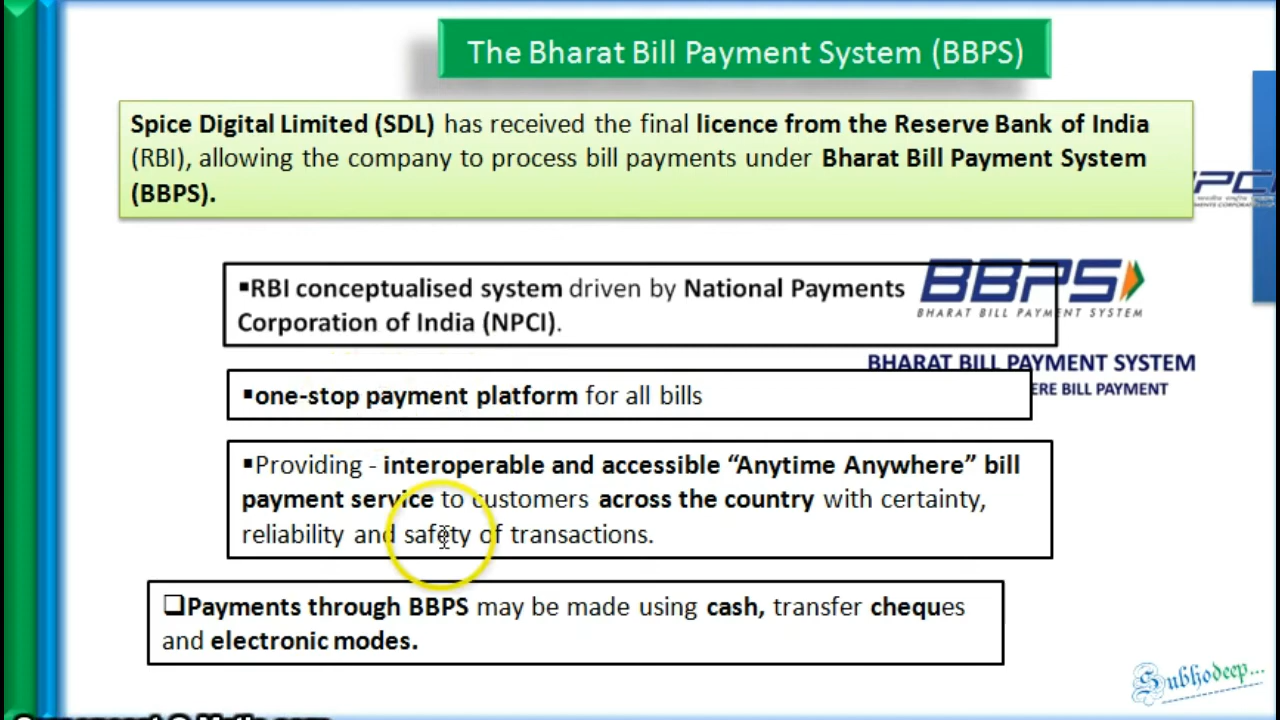 The Bharat Bill Payment System (BBPS)
Spice Digital Limited (SDL) has received the final licence from the Reserve Bank of India
(RBI), allowing the company to process bill payments under Bharat Bill Payment System
(BBPS).
▪RBI conceptualised system driven by National Payments
Corporation of India (NPCI).
BBPS
BHARAT BILL PAYMENT SYSTEM
BHARAT BILL PAYMENT SYSTEM
BILL PAYMENT
▪one-stop payment platform for all bills
▪Providing - interoperable and accessible “Anytime Anywhere” bill
payment service to customers across the country with certainty,
reliability and safety of transactions.
❑Payments through BBPS may be made using cash, transfer cheques
and electronic modes.
Subhodeep...